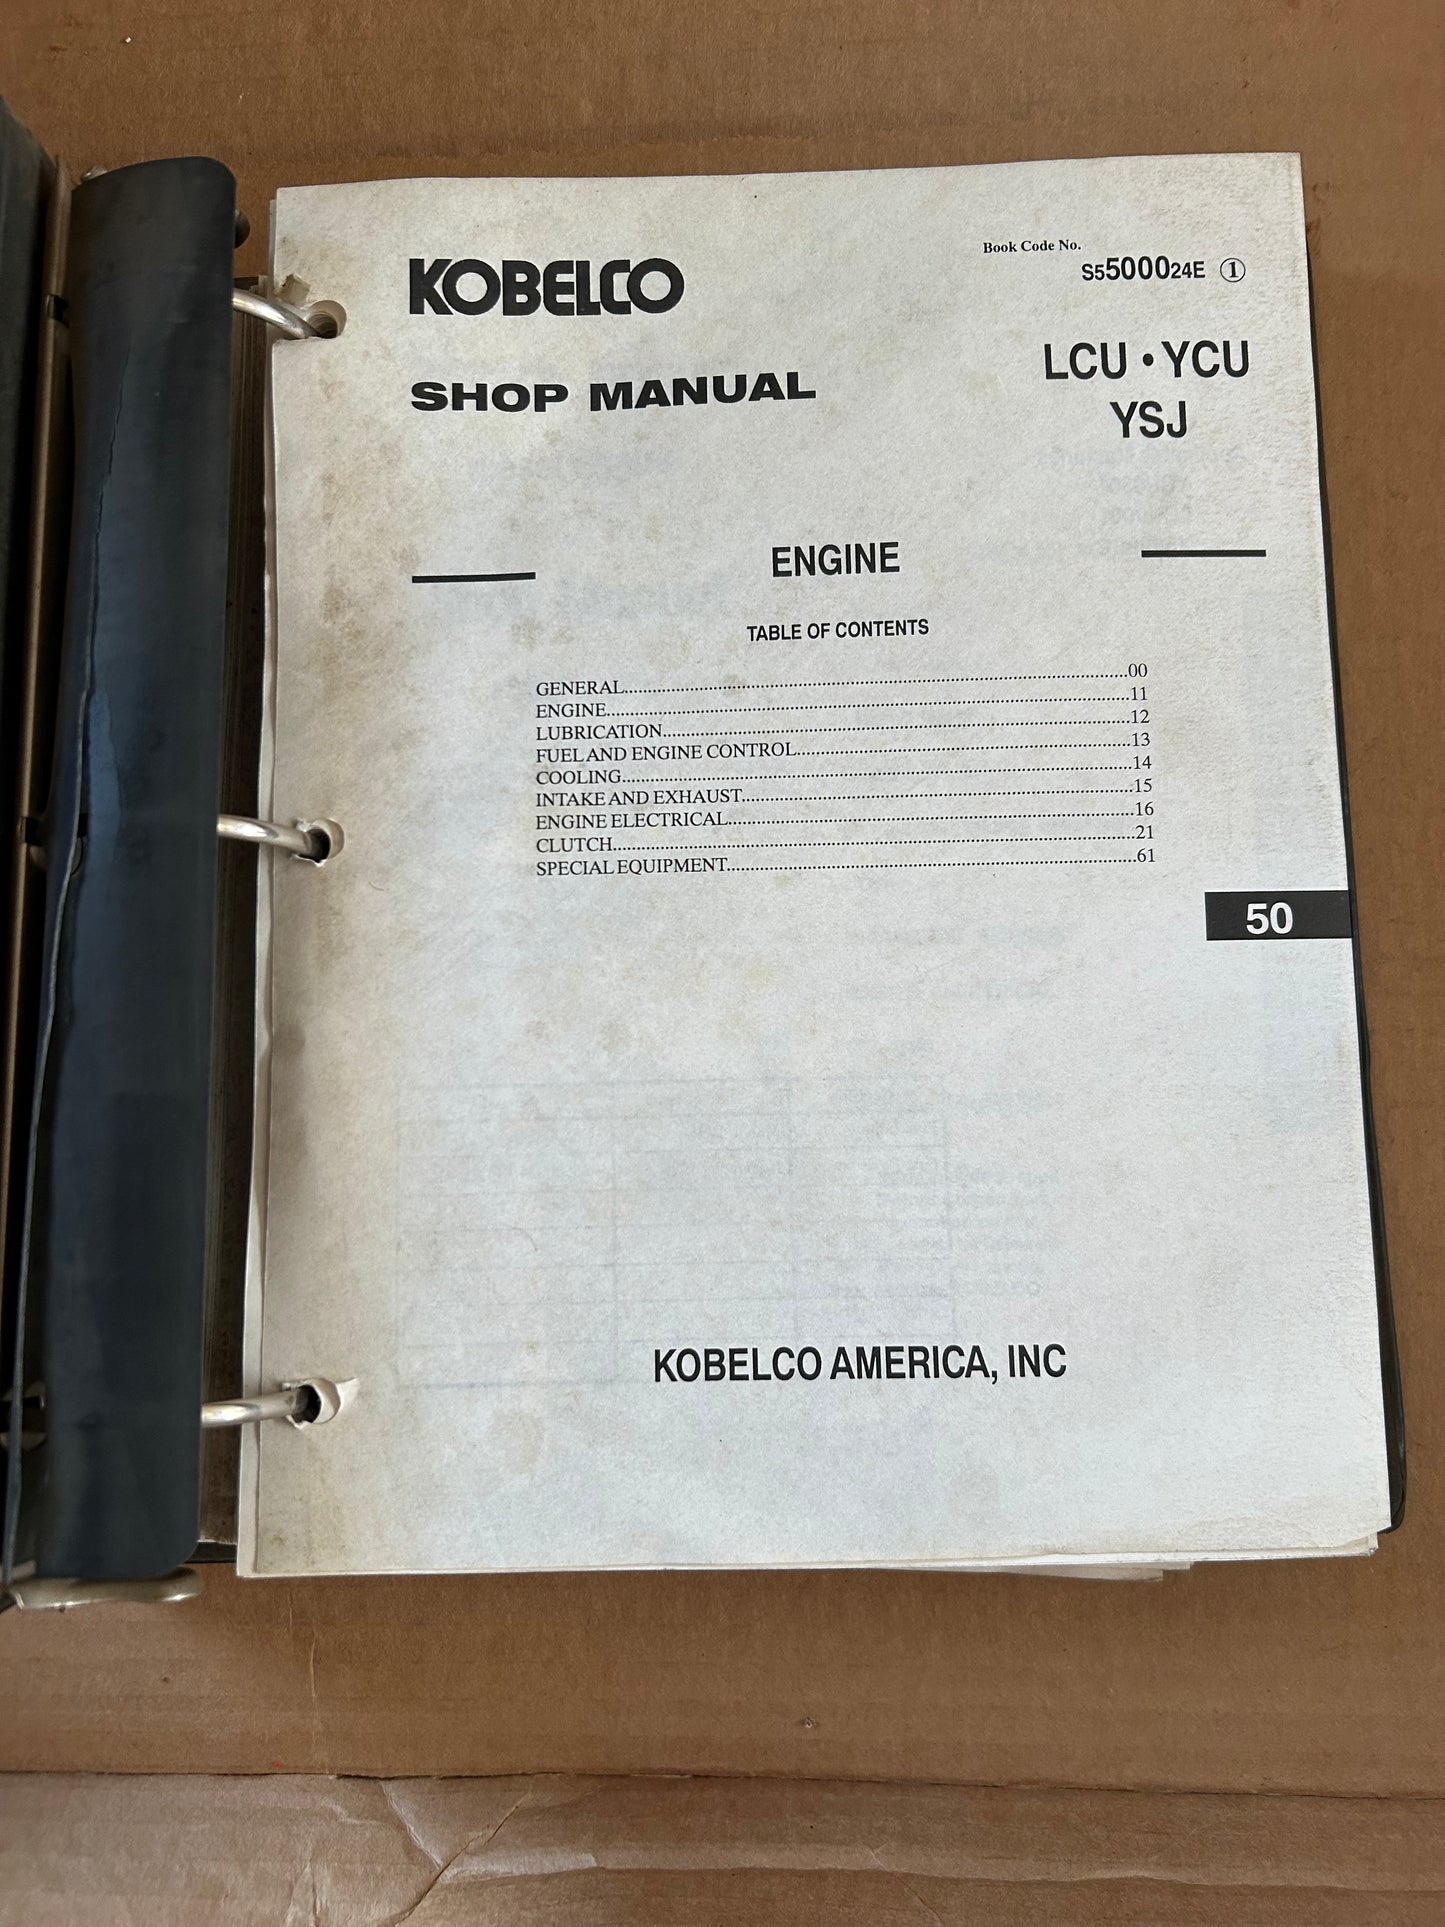 Book Code No.
KOBELCO
S5500024E ①
LCU • YCU
SHOP MANUAL
YSJ
ENGINE
TABLE OF CONTENTS
GENERAL..........00
ENGINE..........11
LUBRICATION..........12
FUEL AND ENGINE CONTROL..........13
COOLING..........14
INTAKE AND EXHAUST..........15
ENGINE ELECTRICAL..........16
CLUTCH..........21
SPECIAL EQUIPMENT..........61
50
KOBELCO AMERICA, INC